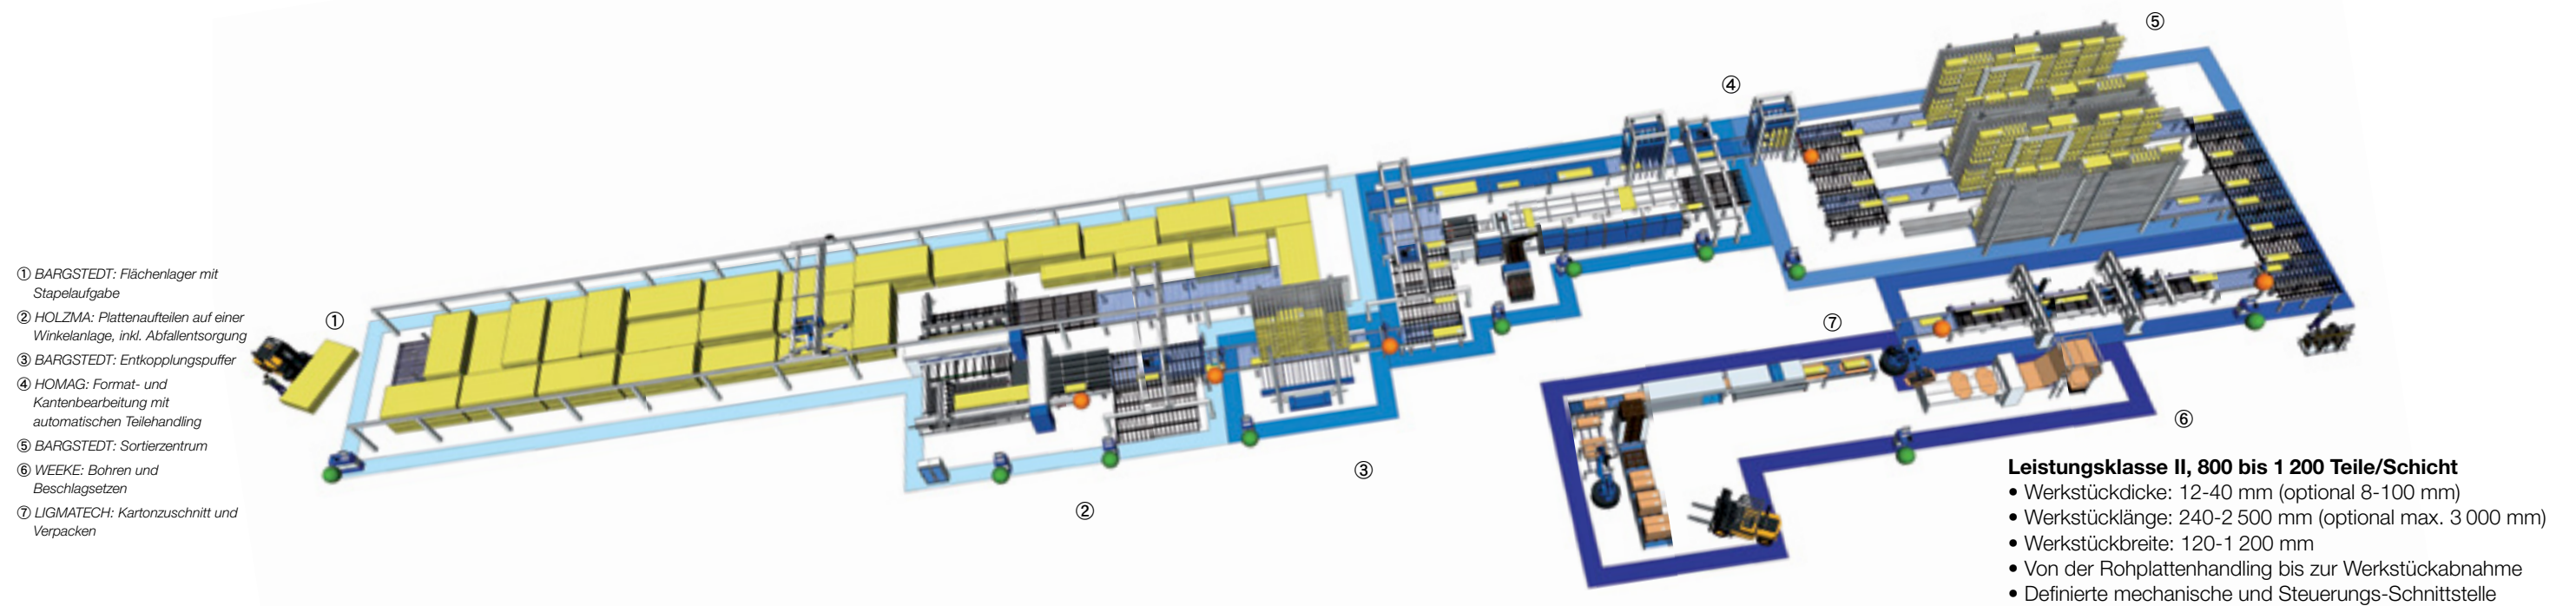 ⑤
④
①
⑦
⑥
③
②
① BARGSTEDT: Flächenlager mit
Stapelaufgabe
② HOLZMA: Plattenaufteilen auf einer
Winkelanlage, inkl. Abfallentsorgung
③ BARGSTEDT: Entkopplungspuffer
④ HOMAG: Format- und
Kantenbearbeitung mit
automatischen Teilehandling
⑤ BARGSTEDT: Sortierzentrum
⑥ WEEKE: Bohren und
Beschlagsetzen
⑦ LIGMATECH: Kartonzuschnitt und
Verpacken
Leistungsklasse II, 800 bis 1 200 Teile/Schicht
• Werkstückdicke: 12-40 mm (optional 8-100 mm)
• Werkstücklänge: 240-2 500 mm (optional max. 3 000 mm)
• Werkstückbreite: 120-1 200 mm
• Von der Rohplattenhandling bis zur Werkstückabnahme
• Definierte mechanische und Steuerungs-Schnittstelle